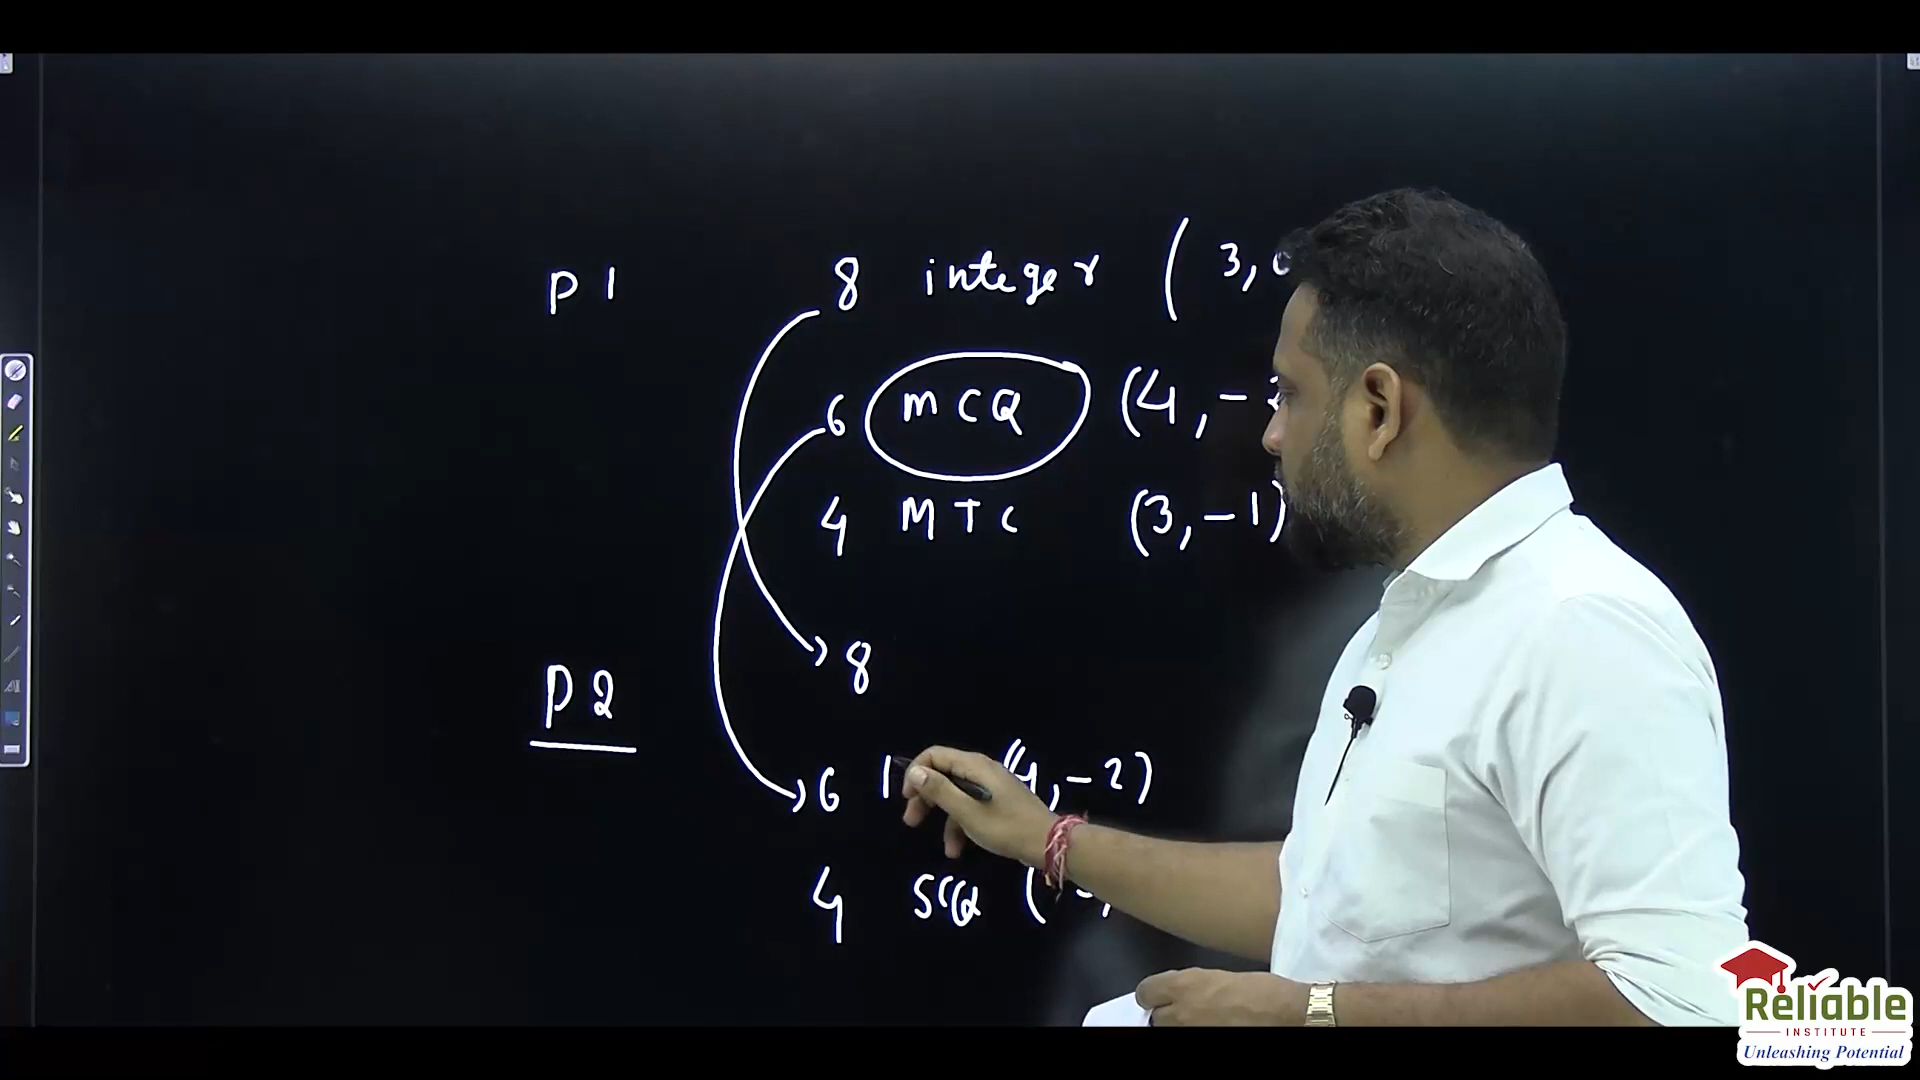 P1 8 integer (3,
6 MCQ (4, -2
4 MTC (3, -1)
P2 8
6 (4, -2)
4 SCQ (
Reliable
INSTITUTE
Unleashing Potential